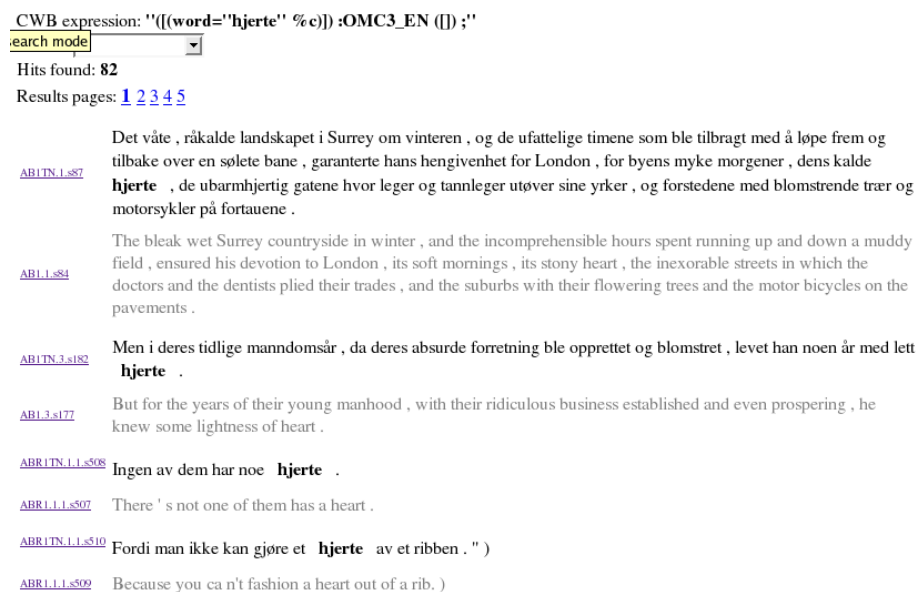 CWB expression: "([(word="hjerte" %c)]) :OMC3_EN ([]) ;"
earch mode
Hits found: 82
Results pages: 1 2 3 4 5
Det våte , råkalde landskapet i Surrey om vinteren , og de ufattelige timene som ble tilbragt med å løpe frem og
tilbake over en sølete bane , garanterte hans hengivenhet for London , for byens myke morgener , dens kalde
AB1TN.1.s87
hjerte , de ubarmhjertig gatene hvor leger og tannleger utøver sine yrker , og forstedene med blomstrende trær og
motorsykler på fortauene .
The bleak wet Surrey countryside in winter , and the incomprehensible hours spent running up and down a muddy
field , ensured his devotion to London , its soft mornings , its stony heart , the inexorable streets in which the
AB1.1.s84
doctors and the dentists plied their trades , and the suburbs with their flowering trees and the motor bicycles on the
pavements .
Men i deres tidlige manndomsår , da deres absurde forretning ble opprettet og blomstret , levet han noen år med lett
AB1TN.3.s182
hjerte .
But for the years of their young manhood , with their ridiculous business established and even prospering , he
AB1.3.s177
knew some lightness of heart .
ABR1TN.1.1.s508 Ingen av dem har noe hjerte .
ABR1.1.1.s507 There ' s not one of them has a heart .
ABR1TN.1.1.s510 Fordi man ikke kan gjøre et hjerte av et ribben . " )
ABR1.1.1.s509 Because you ca n't fashion a heart out of a rib. )